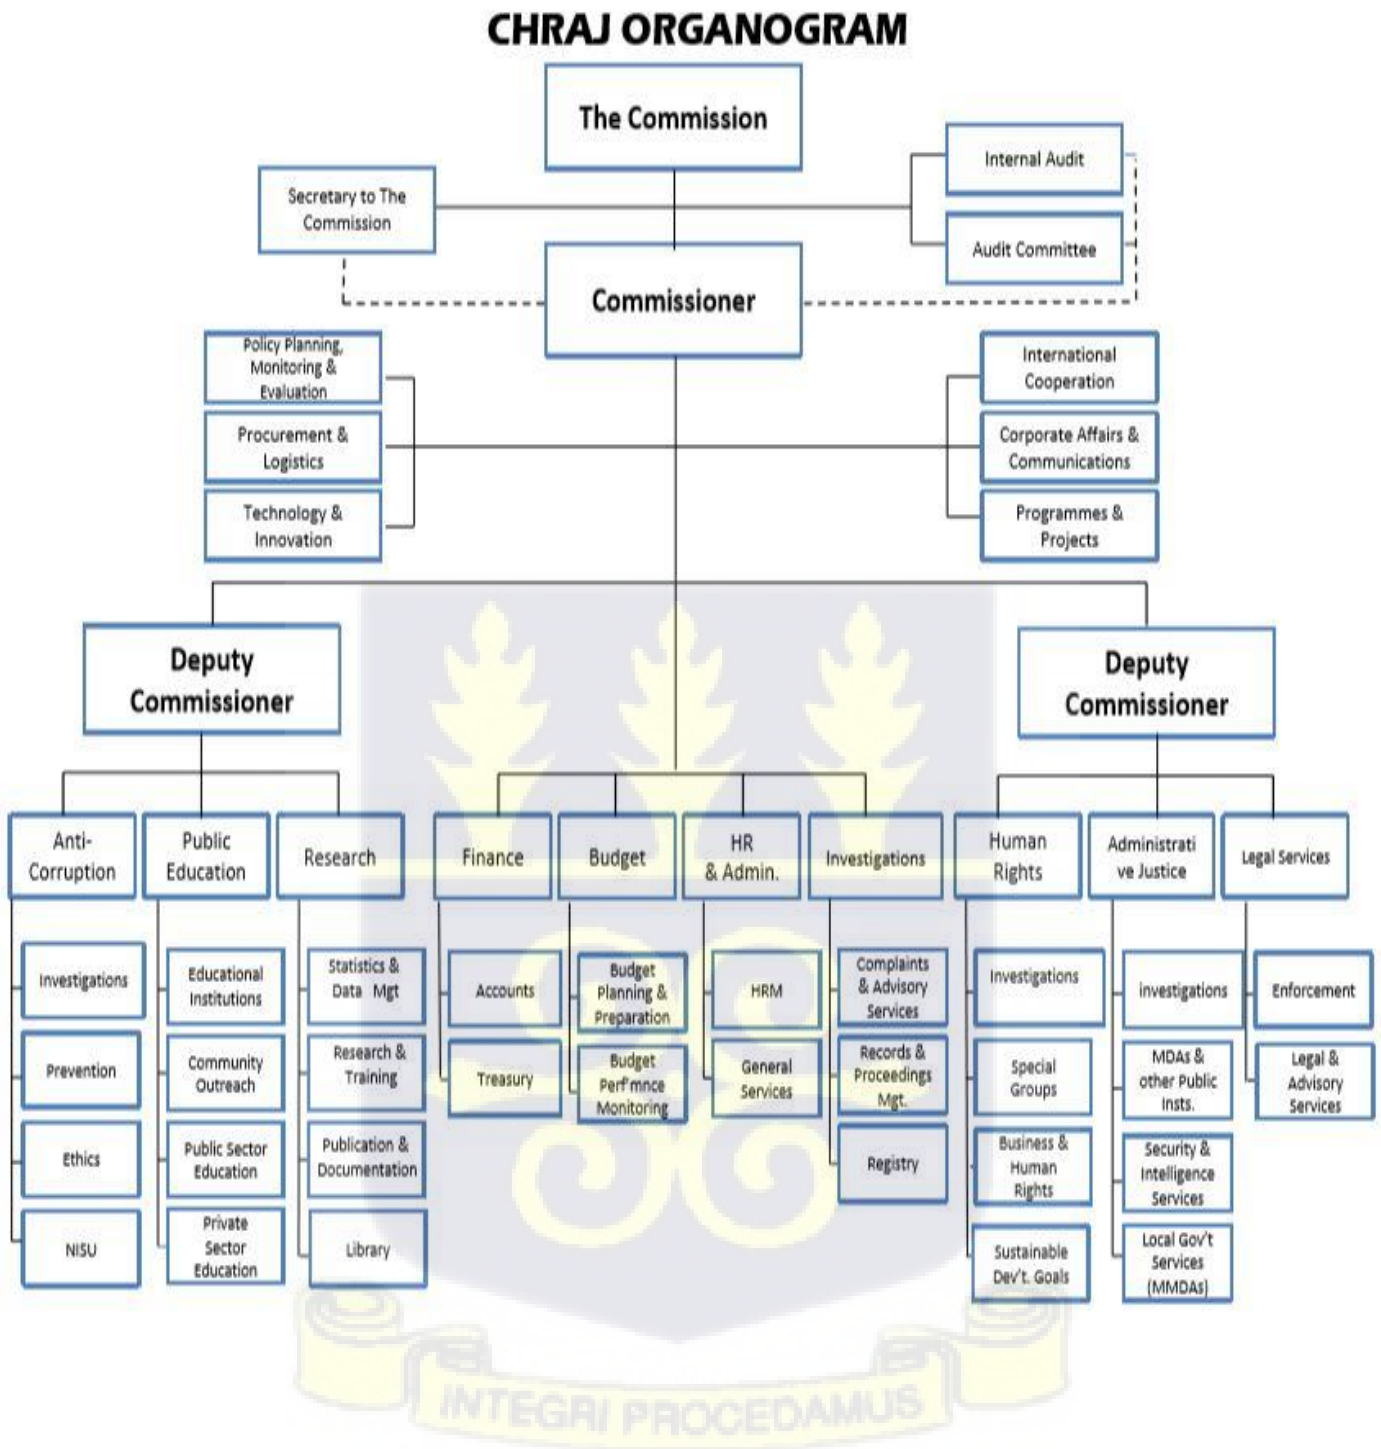 CHRAJ ORGANOGRAM
The Commission
Internal Audit
Secretary to The
Commission
Audit Committee
Commissioner
Policy Planning,
Monitoring &
Evaluation
International
Cooperation
Procurement &
Logistics
Corporate Affairs &
Communications
Technology &
Innovation
Programmes &
Projects
Deputy
Commissioner
Deputy
Commissioner
Anti-
Corruption
Public
Education
Research
Finance
Budget
HR
& Admin.
Investigations
Human
Rights
Administrati
ve Justice
Legal Services
Investigations
Prevention
Ethics
NISU
Educational
Institutions
Community
Outreach
Public Sector
Education
Private
Sector
Education
Statistics &
Data Mgt
Research &
Training
Publication &
Documentation
Library
Accounts
Treasury
Budget
Planning &
Preparation
Budget
Perf'mnce
Monitoring
HRM
General
Services
Complaints
& Advisory
Services
Records &
Proceedings
Mgt.
Registry
Investigations
Special
Groups
Business &
Human
Rights
Sustainable
Dev't. Goals
investigations
MDAs &
other Public
Insts.
Security &
Intelligence
Services
Local Gov't
Services
(MMDAs)
Enforcement
Legal &
Advisory
Services
INTEGRI PROCEDAMUS